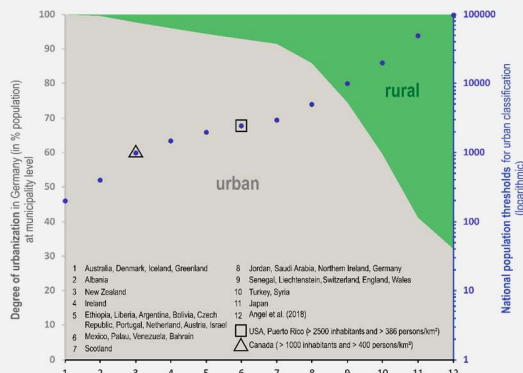 Degree of urbanization in Germany (in % population)
at municipality level
100
90
80
70
60
50
40
30
20
10
0
rural
urban
100000
10000
1000
100
10
1
National population thresholds for urban classification
(logarithmic)
1 Australia, Denmark, Iceland, Greenland
2 Albania
3 New Zealand
4 Ireland
5 Ethiopia, Liberia, Argentina, Bolivia, Czech
Republic, Portugal, Netherland, Austria, Israel
6 Mexico, Palau, Venezuela, Bahrain
7 Scotland
8 Jordan, Saudi Arabia, Northern Ireland, Germany
9 Senegal, Liechtenstein, Switzerland, England, Wales
10 Turkey, Syria
11 Japan
12 Angel et al. (2018)
USA, Puerto Rico (> 2500 inhabitants and > 386 persons/km²)
Canada ( > 1000 inhabitants and > 400 persons/km²)
1 2 3 4 5 6 7 8 9 10 11 12